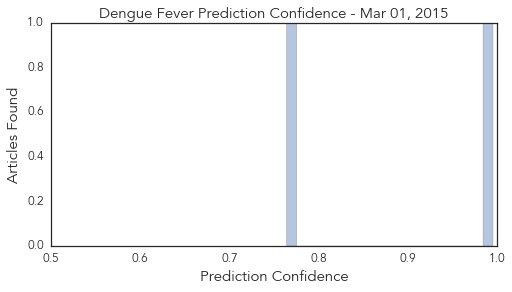 Dengue Fever Prediction Confidence - Mar 01, 2015
1.0
0.8
0.6
0.4
0.2
0.0
Articles Found
0.5 0.6 0.7 0.8 0.9 1.0
Prediction Confidence